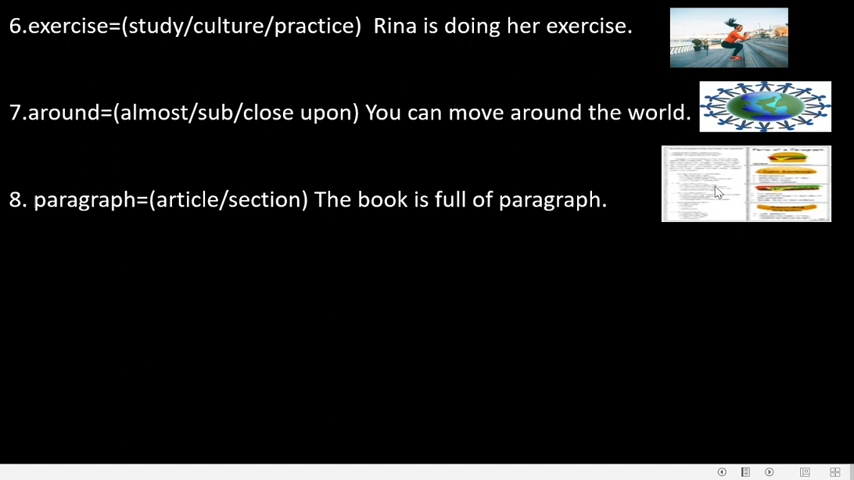 6.exercise=(study/culture/practice) Rina is doing her exercise.
7.around=(almost/sub/close upon) You can move around the world.
8. paragraph=(article/section) The book is full of paragraph.